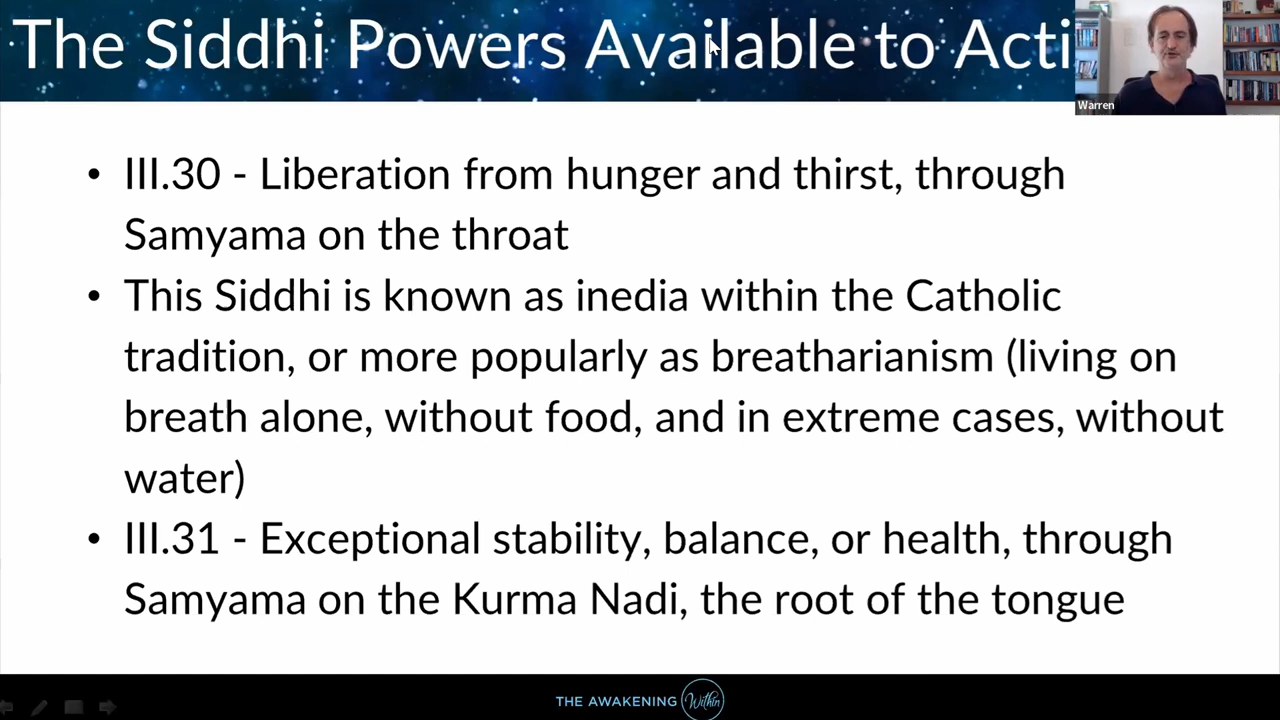 The Siddhi Powers Available to Acti
Warren
• III.30 - Liberation from hunger and thirst, through
Samyama on the throat
• This Siddhi is known as inedia within the Catholic
tradition, or more popularly as breatharianism (living on
breath alone, without food, and in extreme cases, without
water)
• III.31 - Exceptional stability, balance, or health, through
Samyama on the Kurma Nadi, the root of the tongue
THE AWAKENING Within